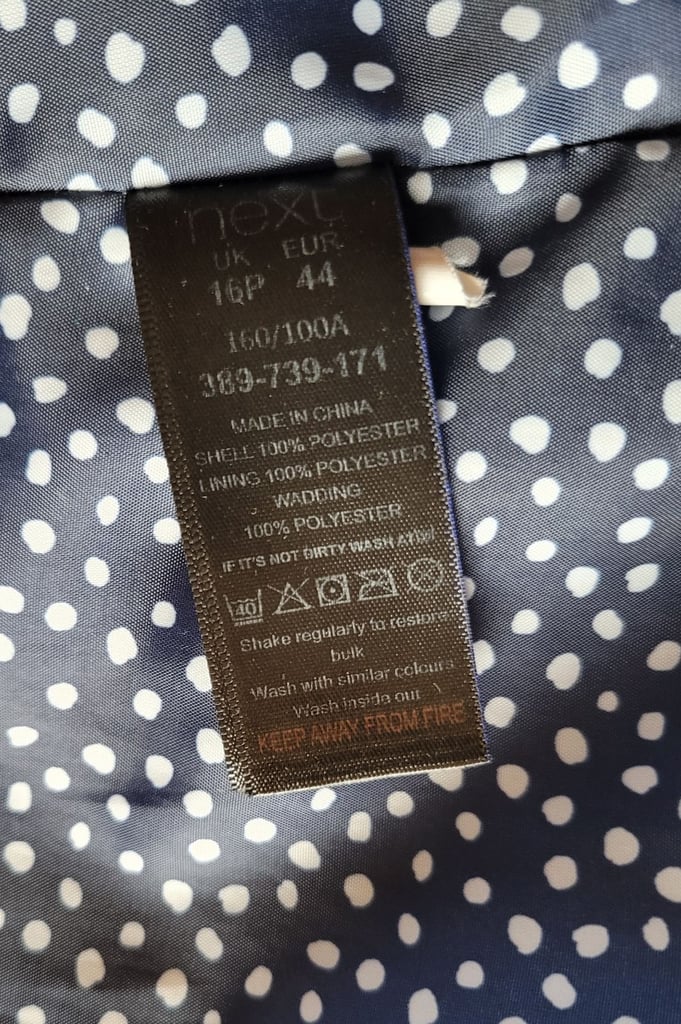 next
UK EUR
16P 44
160/100A
389-739-171
MADE IN CHINA
SHELL 100% POLYESTER
LINING 100% POLYESTER
WADDING
100% POLYESTER
IF IT'S NOT DIRTY WASH AT
40
Shake regularly to restore
bulk
Wash with similar colours
Wash inside out
KEEP AWAY FROM FIRE